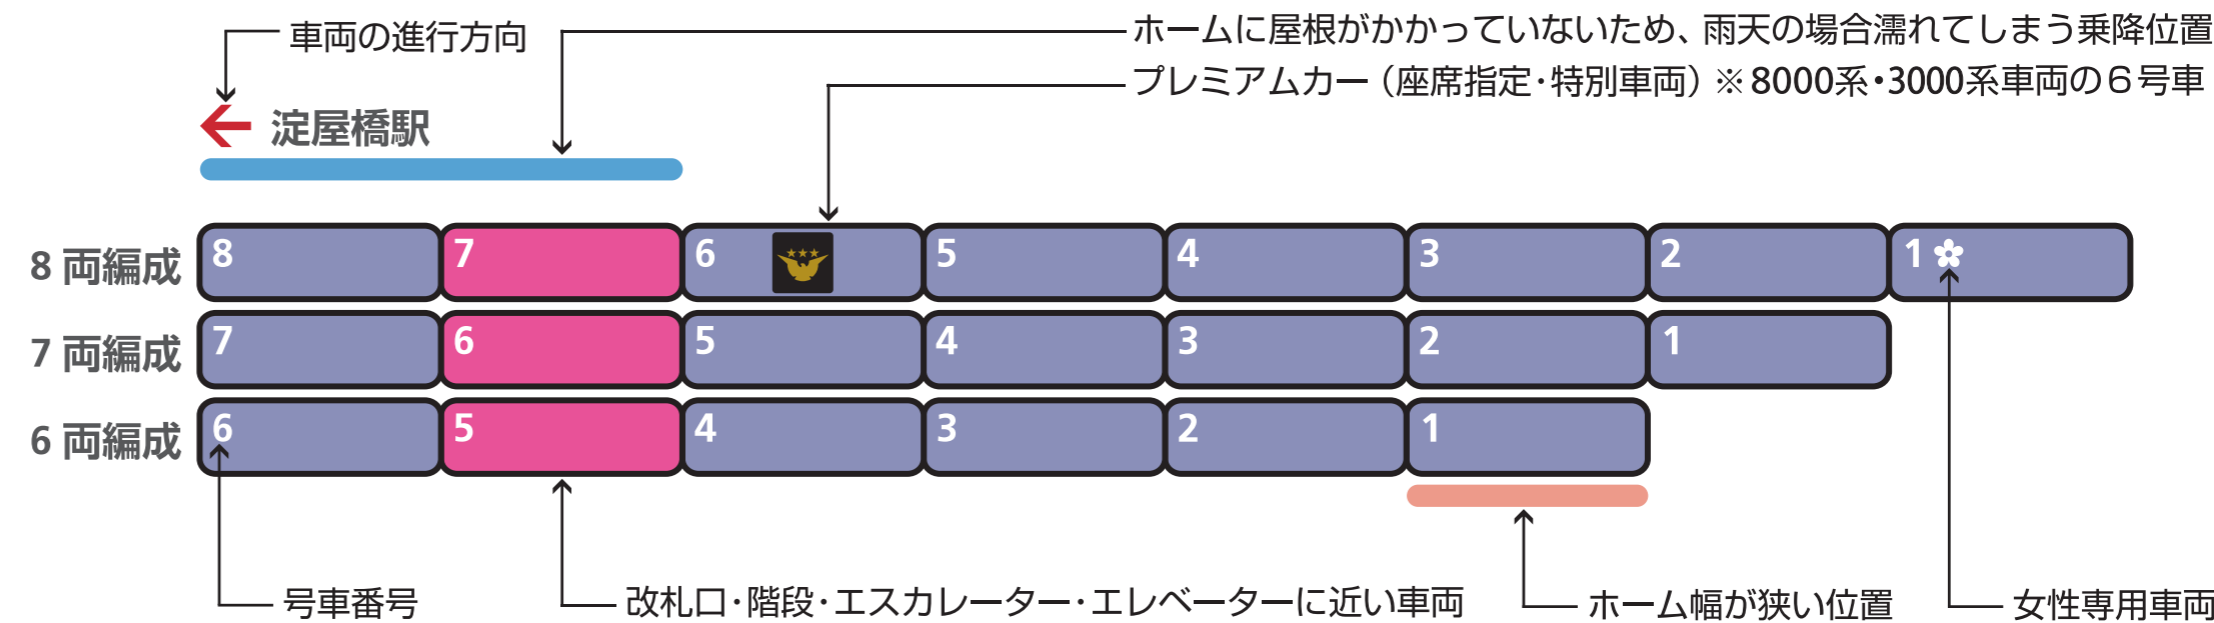 車両の進行方向
ホームに屋根がかかっていないため、雨天の場合濡れてしまう乗降位置
プレミアムカー（座席指定・特別車両）※8000系・3000系車両の６号車
淀屋橋駅
8 両編成 8 7 6 5 4 3 2 1
7 両編成 7 6 5 4 3 2 1
6 両編成 6 5 4 3 2 1
号車番号
改札口・階段・エスカレーター・エレベーターに近い車両
ホーム幅が狭い位置
女性専用車両